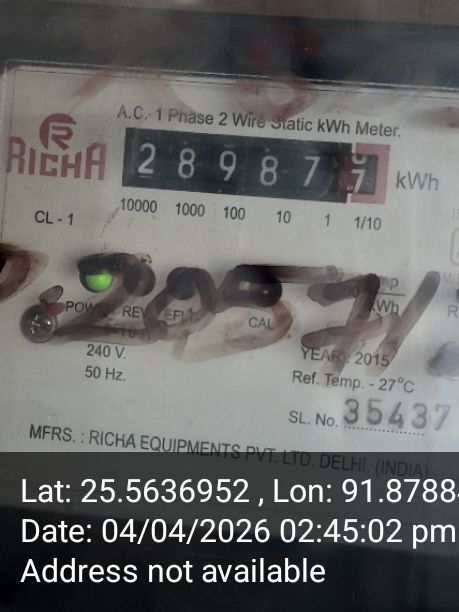 A.C. 1 Phase 2 Wire Static kWh Meter.
RICHA
2 8 9 8 7 7 kWh
CL - 1
10000 1000 100 10 1 1/10
CAL
20571
240 V.
50 Hz.
YEAR : 2015
Ref. Temp. - 27°C
SL. No. 35437
MFRS. : RICHA EQUIPMENTS PVT. LTD. DELHI, (INDIA)
Lat: 25.5636952 , Lon: 91.8788
Date: 04/04/2026 02:45:02 pm
Address not available